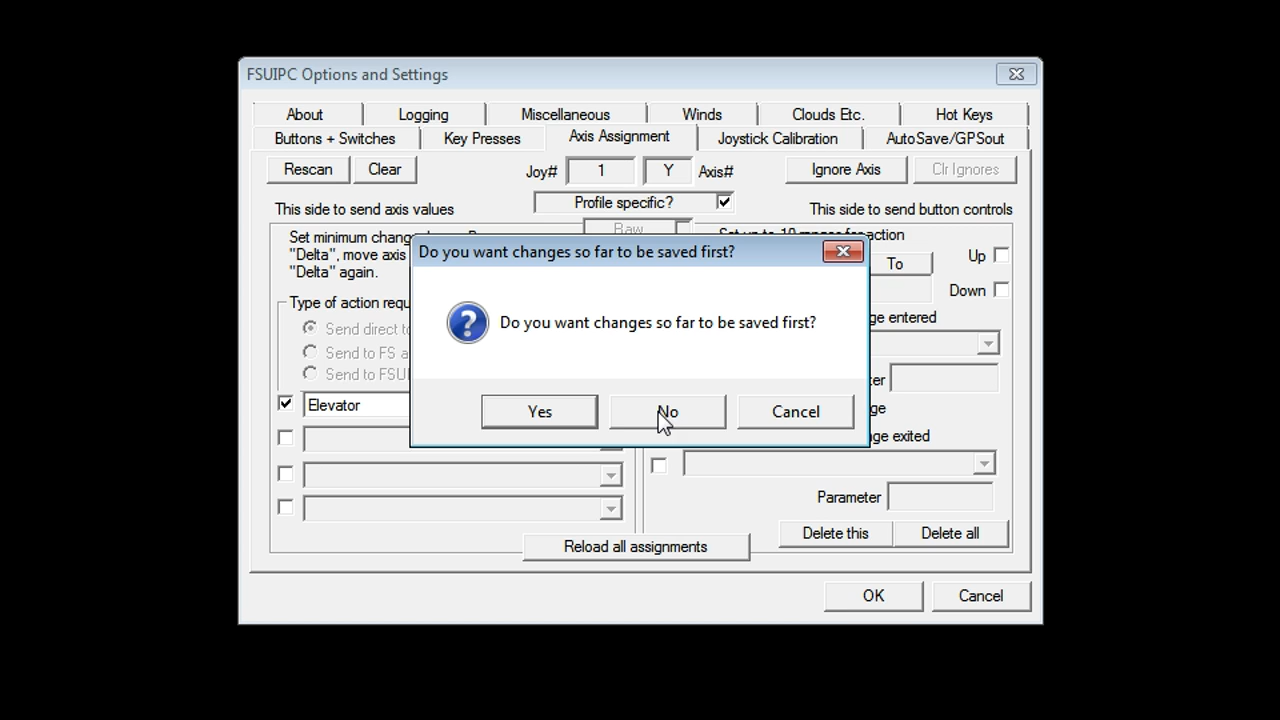 FSUIPC Options and Settings
About
Logging
Miscellaneous
Winds
Clouds Etc.
Hot Keys
Buttons + Switches
Key Presses
Axis Assignment
Joystick Calibration
AutoSave/GPSout
Rescan
Clear
Joy#
1
Y
Axis#
Ignore Axis
Clr Ignores
Profile specific?
This side to send axis values
This side to send button controls
Raw
Set minimum chang
"Delta", move axis
"Delta" again.
for action
To
Up
Down
Type of action requ
Send direct to
Send to FS a
Send to FSUI
Elevator
Do you want changes so far to be saved first?
Do you want changes so far to be saved first?
Yes
No
Cancel
ge entered
ter
ge
ge exited
Parameter
Delete this
Delete all
Reload all assignments
OK
Cancel